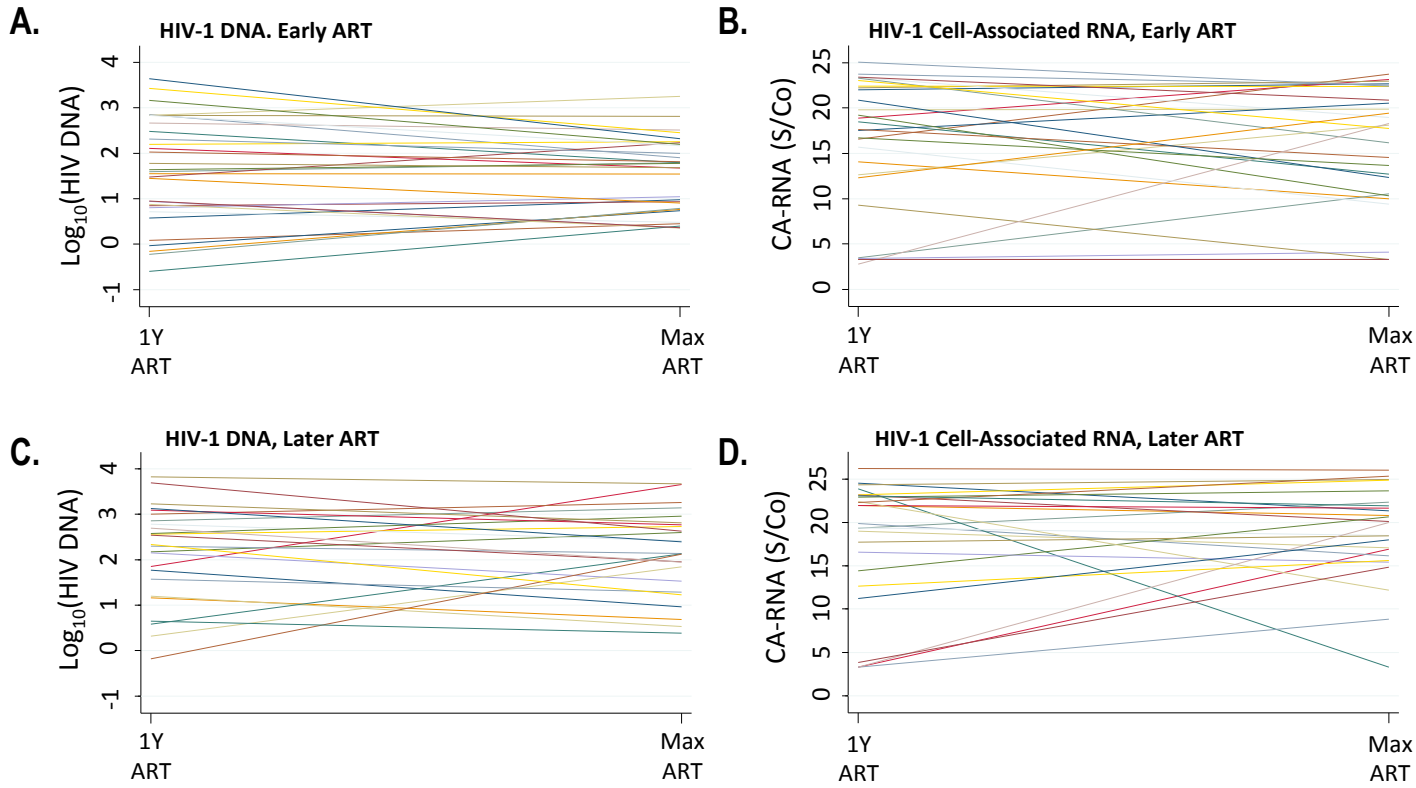 A.
HIV-1 DNA. Early ART
Log10(HIV DNA)
4
3
2
1
0
-1
1Y
ART
Max
ART
B.
HIV-1 Cell-Associated RNA, Early ART
CA-RNA (S/Co)
25
20
15
10
5
0
1Y
ART
Max
ART
C.
HIV-1 DNA, Later ART
Log10(HIV DNA)
4
3
2
1
0
-1
1Y
ART
Max
ART
D.
HIV-1 Cell-Associated RNA, Later ART
CA-RNA (S/Co)
25
20
15
10
5
0
1Y
ART
Max
ART